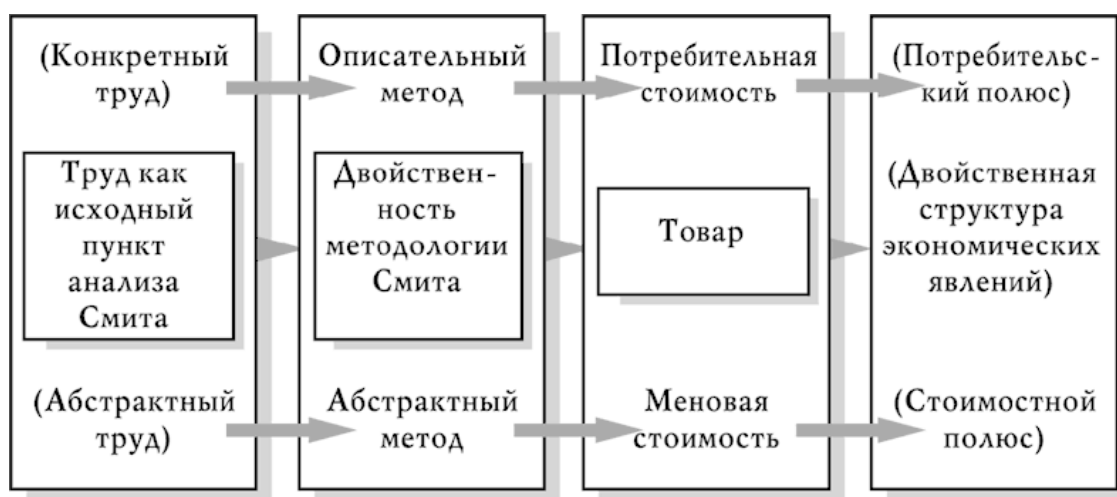 (Конкретный
труд)
Труд как
исходный
пункт
анализа
Смита
(Абстрактный
труд)
Описательный
метод
Двойствен-
ность
методологии
Смита
Абстрактный
метод
Потребительная
стоимость
Товар
Меновая
стоимость
(Потребительс-
кий полюс)
(Двойственная
структура
экономических
явлений)
(Стоимостной
полюс)